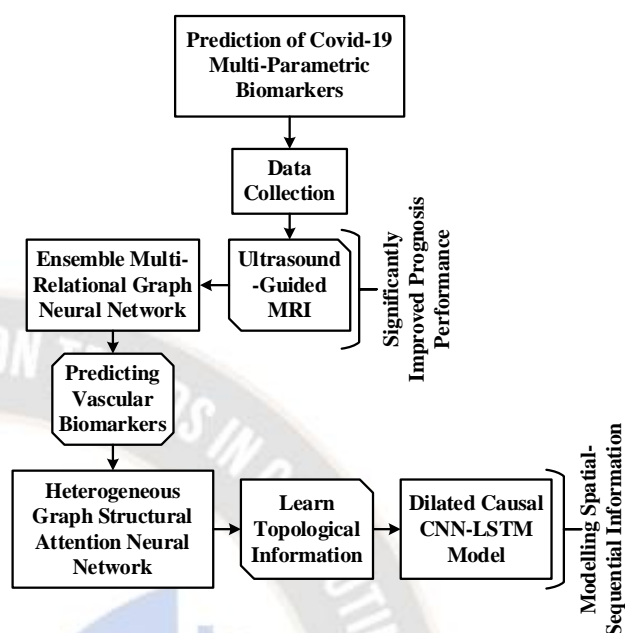 Prediction of Covid-19
Multi-Parametric
Biomarkers
Data
Collection
Ultrasound
-Guided
MRI
Significantly
Improved Prognosis
Performance
Ensemble Multi-
Relational Graph
Neural Network
Predicting
Vascular
Biomarkers
Heterogeneous
Graph Structural
Attention Neural
Network
Learn
Topological
Information
Dilated Causal
CNN-LSTM
Model
Modelling Spatial-
Sequential Information